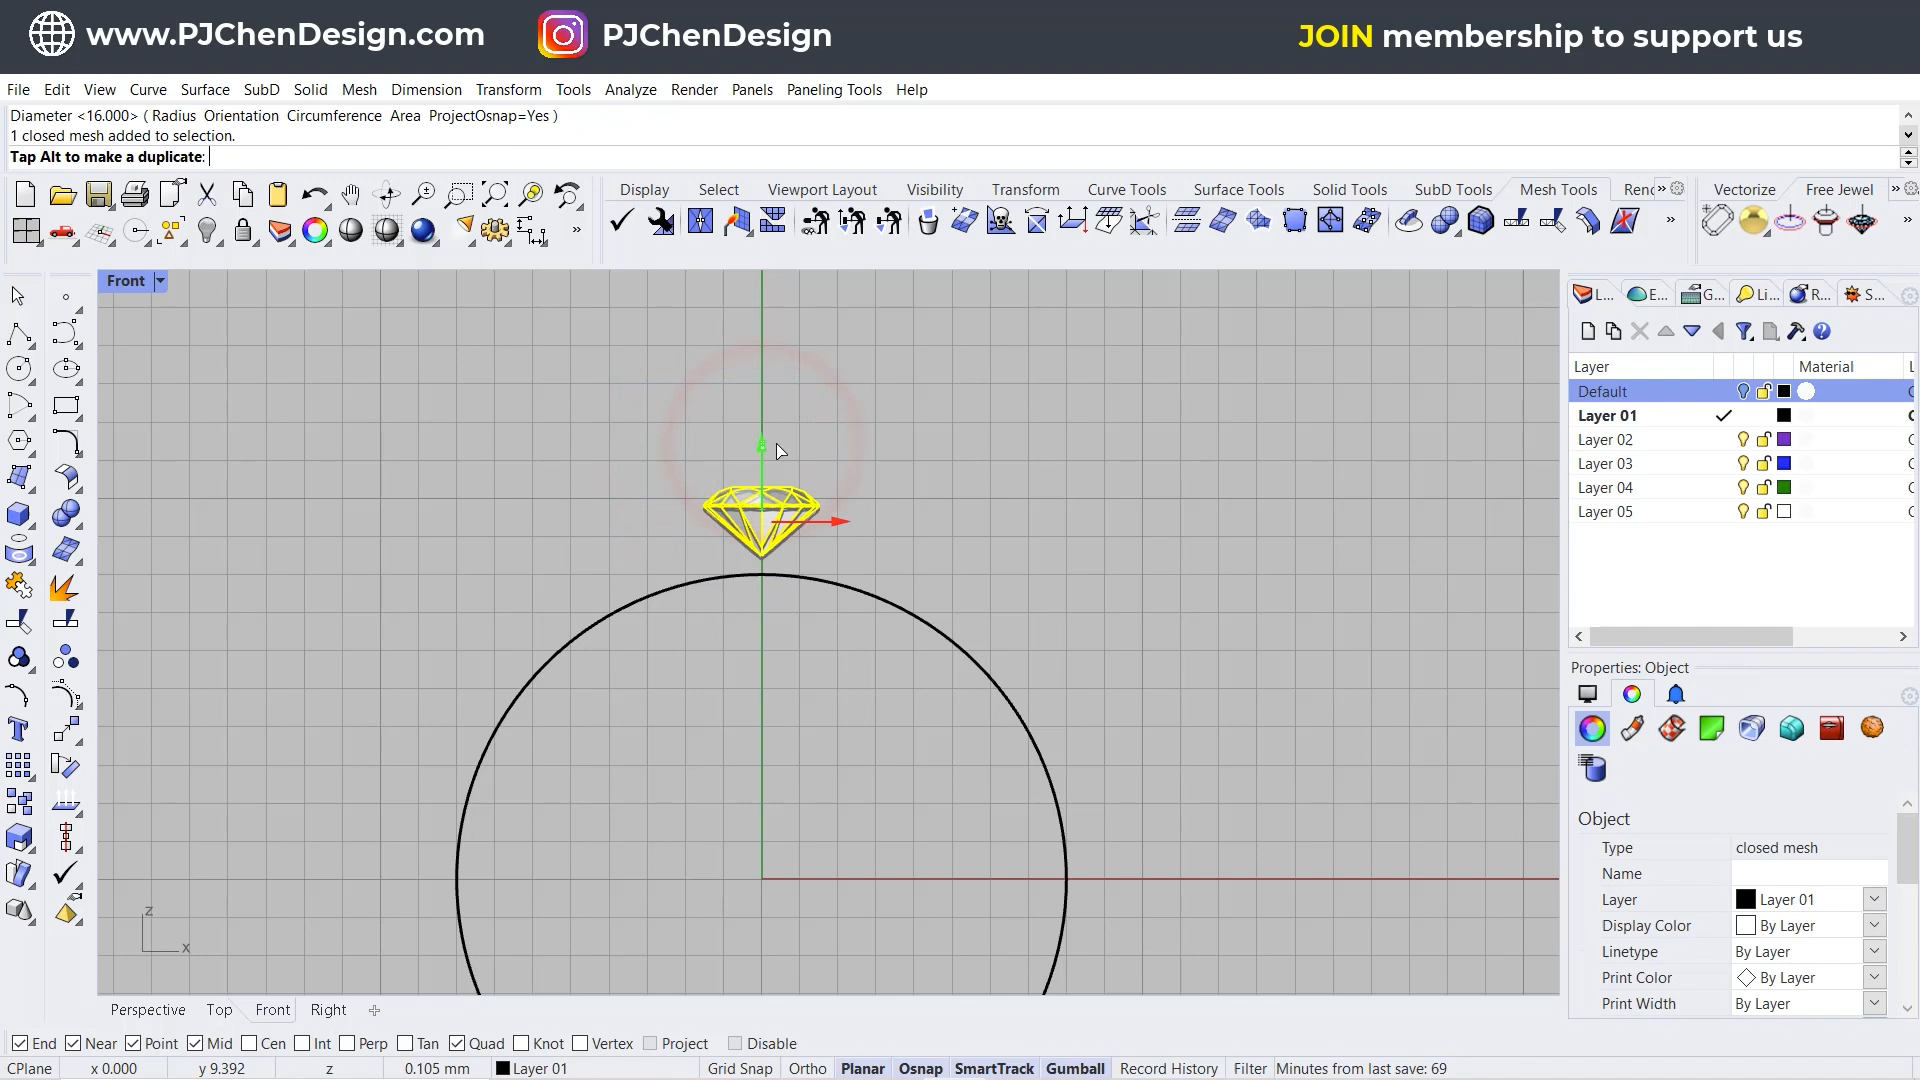 www.PJChenDesign.com PJChenDesign JOIN membership to support us
File Edit View Curve Surface SubD Solid Mesh Dimension Transform Tools Analyze Render Panels Paneling Tools Help
Diameter <16.000> ( Radius Orientation Circumference Area ProjectOsnap=Yes )
1 closed mesh added to selection.
Tap Alt to make a duplicate:
Display Select Viewport Layout Visibility Transform Curve Tools Surface Tools Solid Tools SubD Tools Mesh Tools Ren » Vectorize Free Jewel »
Front
L... E... G... Li... R... S...
Layer Material L
Default
Layer 01
Layer 02
Layer 03
Layer 04
Layer 05
Properties: Object
Object
Type closed mesh
Name
Layer Layer 01
Display Color By Layer
Linetype By Layer
Print Color By Layer
Print Width By Layer
z
x
Perspective Top Front Right
End Near Point Mid Cen Int Perp Tan Quad Knot Vertex Project Disable
CPlane x 0.000 y 9.392 z 0.105 mm Layer 01 Grid Snap Ortho Planar Osnap SmartTrack Gumball Record History Filter Minutes from last save: 69